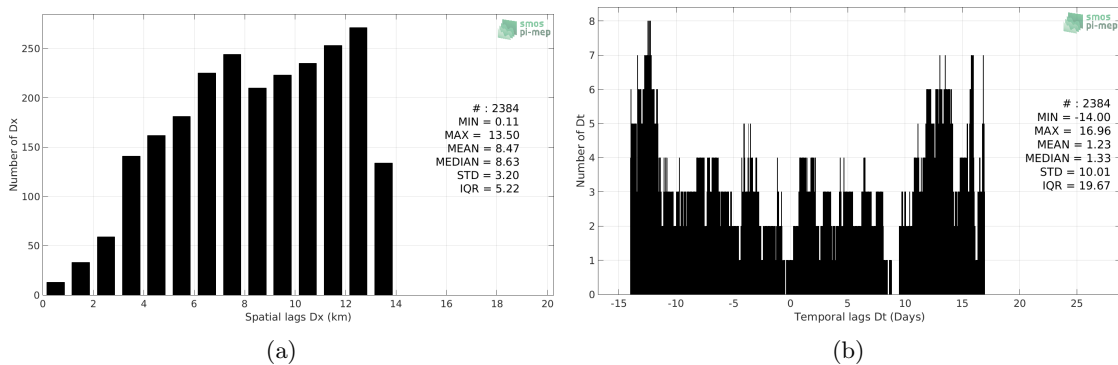 smos
pi-mep
250
200
150
100
50
0
Number of Dx
# : 2384
MIN = 0.11
MAX = 13.50
MEAN = 8.47
MEDIAN = 8.63
STD = 3.20
IQR = 5.22
0 2 4 6 8 10 12 14 16 18 20
Spatial lags Dx (km)
(a)
smos
pi-mep
8
7
6
5
4
3
2
1
0
Number of Dt
# : 2384
MIN = -14.00
MAX = 16.96
MEAN = 1.23
MEDIAN = 1.33
STD = 10.01
IQR = 19.67
-15 -10 -5 0 5 10 15 20 25
Temporal lags Dt (Days)
(b)